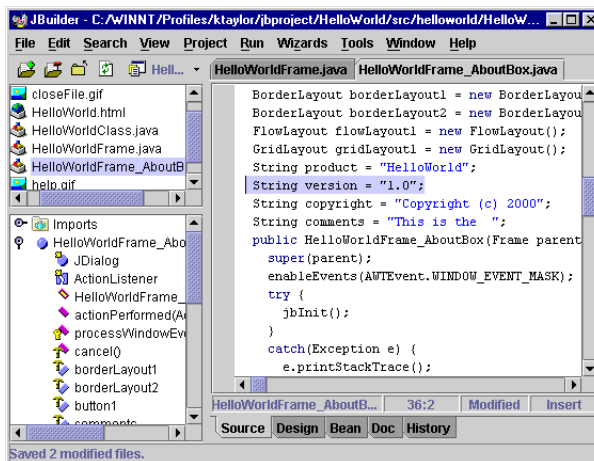 JBuilder - C:/WINNT/Profiles/ktaylor/jbproject/HelloWorld/src/helloworld/HelloW...
File Edit Search View Project Run Wizards Tools Window Help
Hell...
HelloWorldFrame.java HelloWorldFrame_AboutBox.java
closeFile.gif
HelloWorld.html
HelloWorldClass.java
HelloWorldFrame.java
HelloWorldFrame_AboutB
help.gif
Imports
HelloWorldFrame_Abo
JDialog
ActionListener
HelloWorldFrame_
actionPerformed(A
processWindowEv
cancel()
borderLayout1
borderLayout2
button1
comments
BorderLayout borderLayout1 = new BorderLayou
BorderLayout borderLayout2 = new BorderLayou
FlowLayout flowLayout1 = new FlowLayout();
GridLayout gridLayout1 = new GridLayout();
String product = "HelloWorld";
String version = "1.0";
String copyright = "Copyright (c) 2000";
String comments = "This is the  ";
public HelloWorldFrame_AboutBox(Frame parent
super(parent);
enableEvents(AWTEvent.WINDOW_EVENT_MASK);
try {
jbInit();
}
catch(Exception e) {
e.printStackTrace();
HelloWorldFrame_AboutB... 36:2 Modified Insert
Source Design Bean Doc History
Saved 2 modified files.